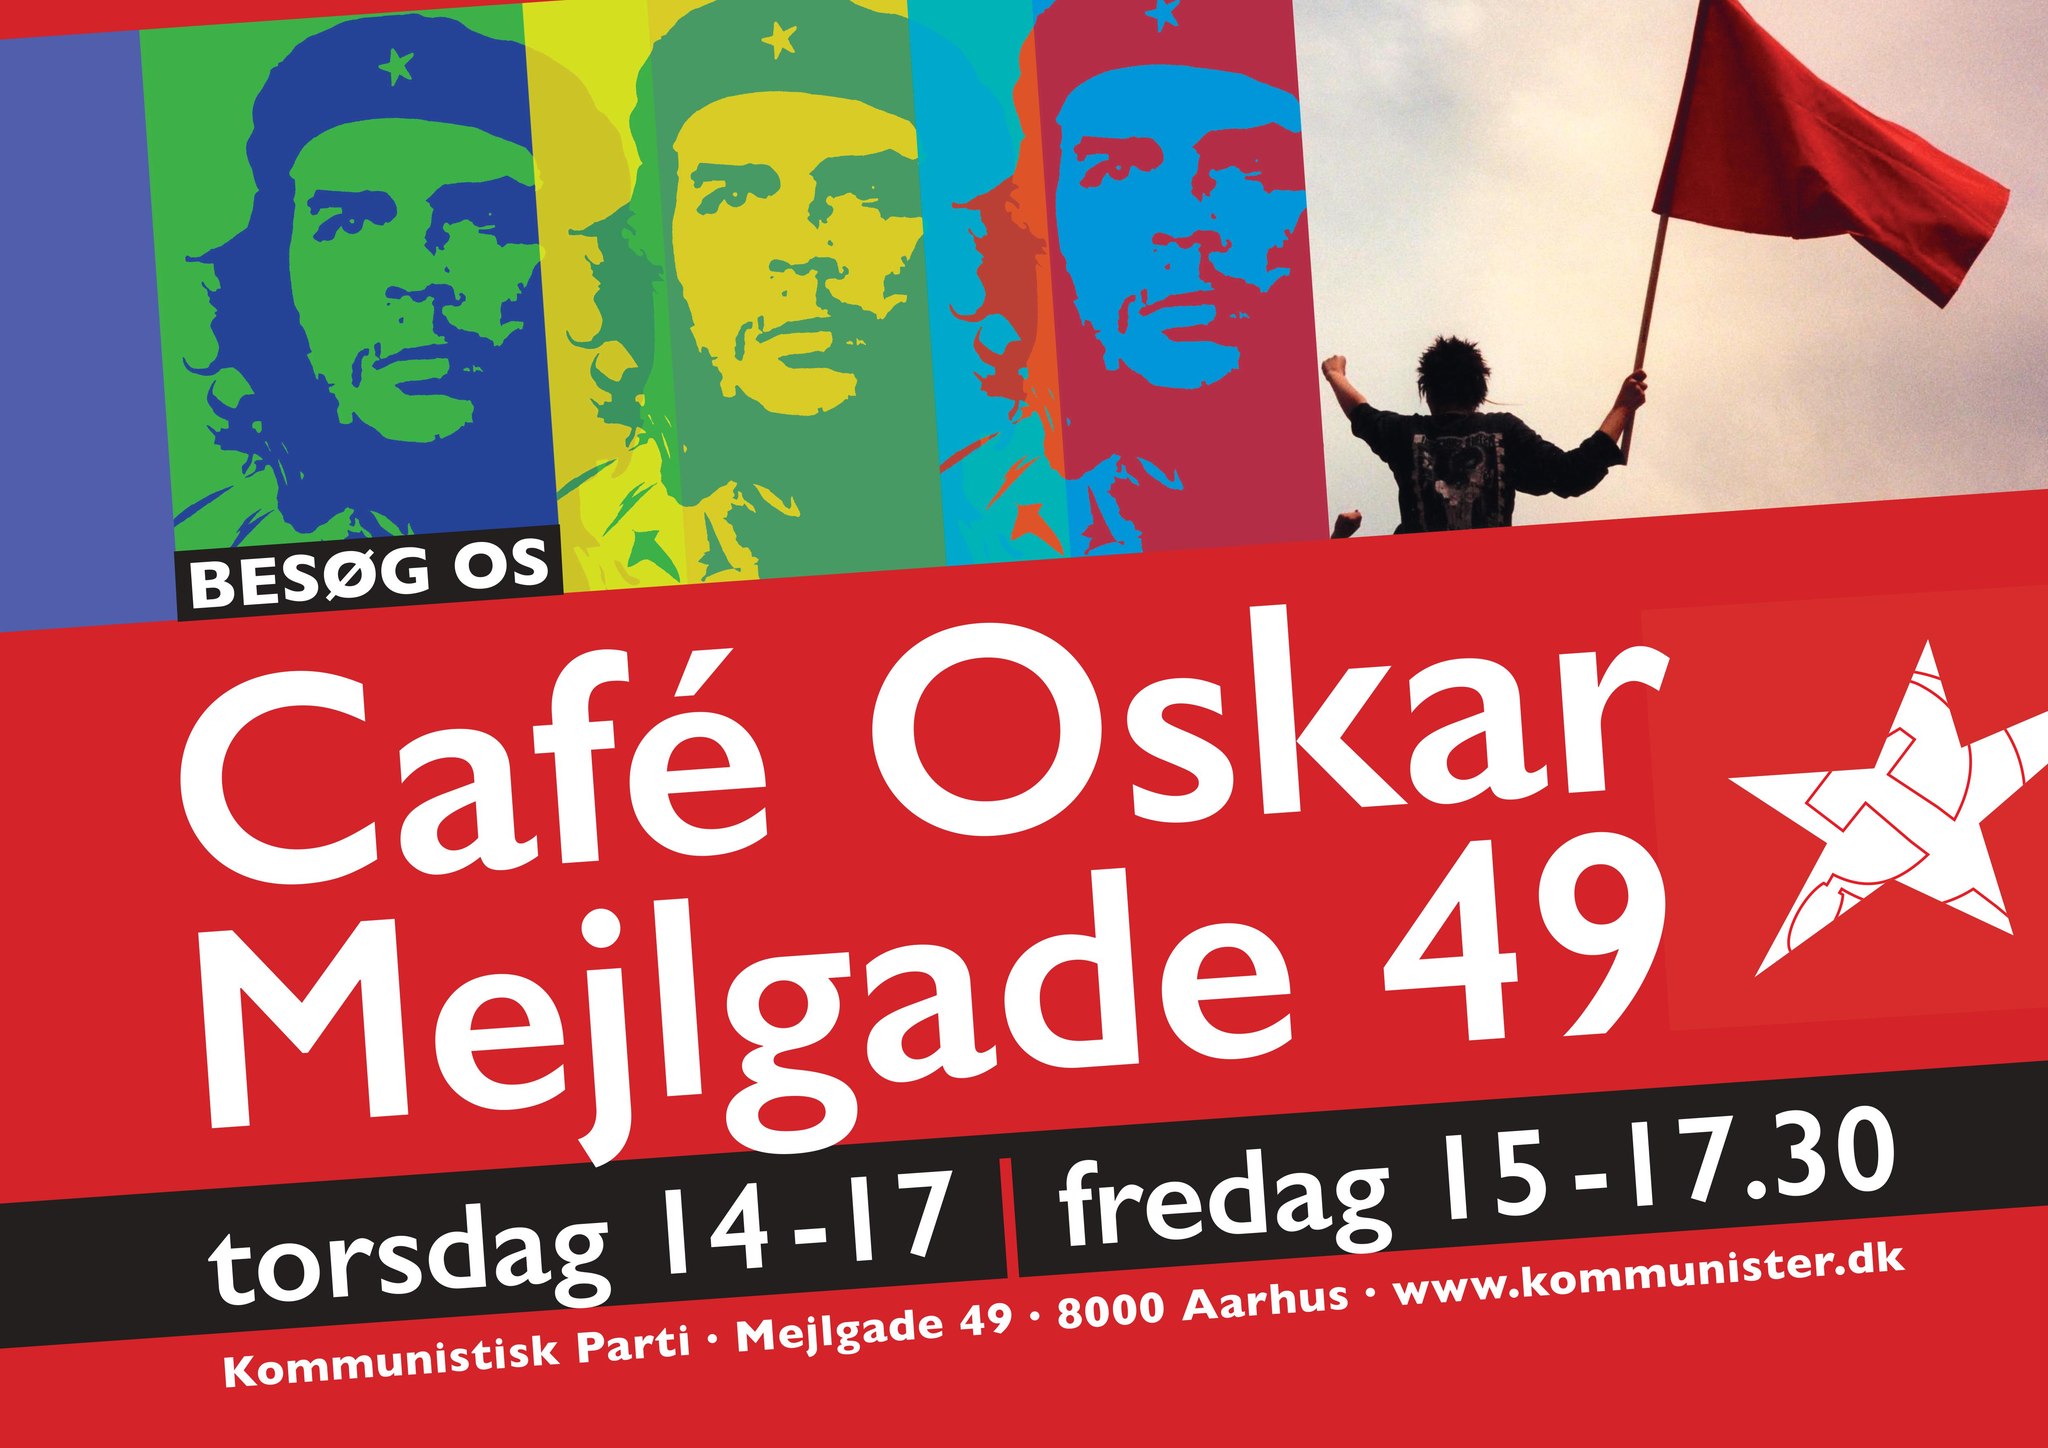 BESØG OS
Café Oskar
Mejlgade 49
torsdag 14-17 | fredag 15-17.30
Kommunistisk Parti · Mejlgade 49 · 8000 Aarhus · www.kommunister.dk